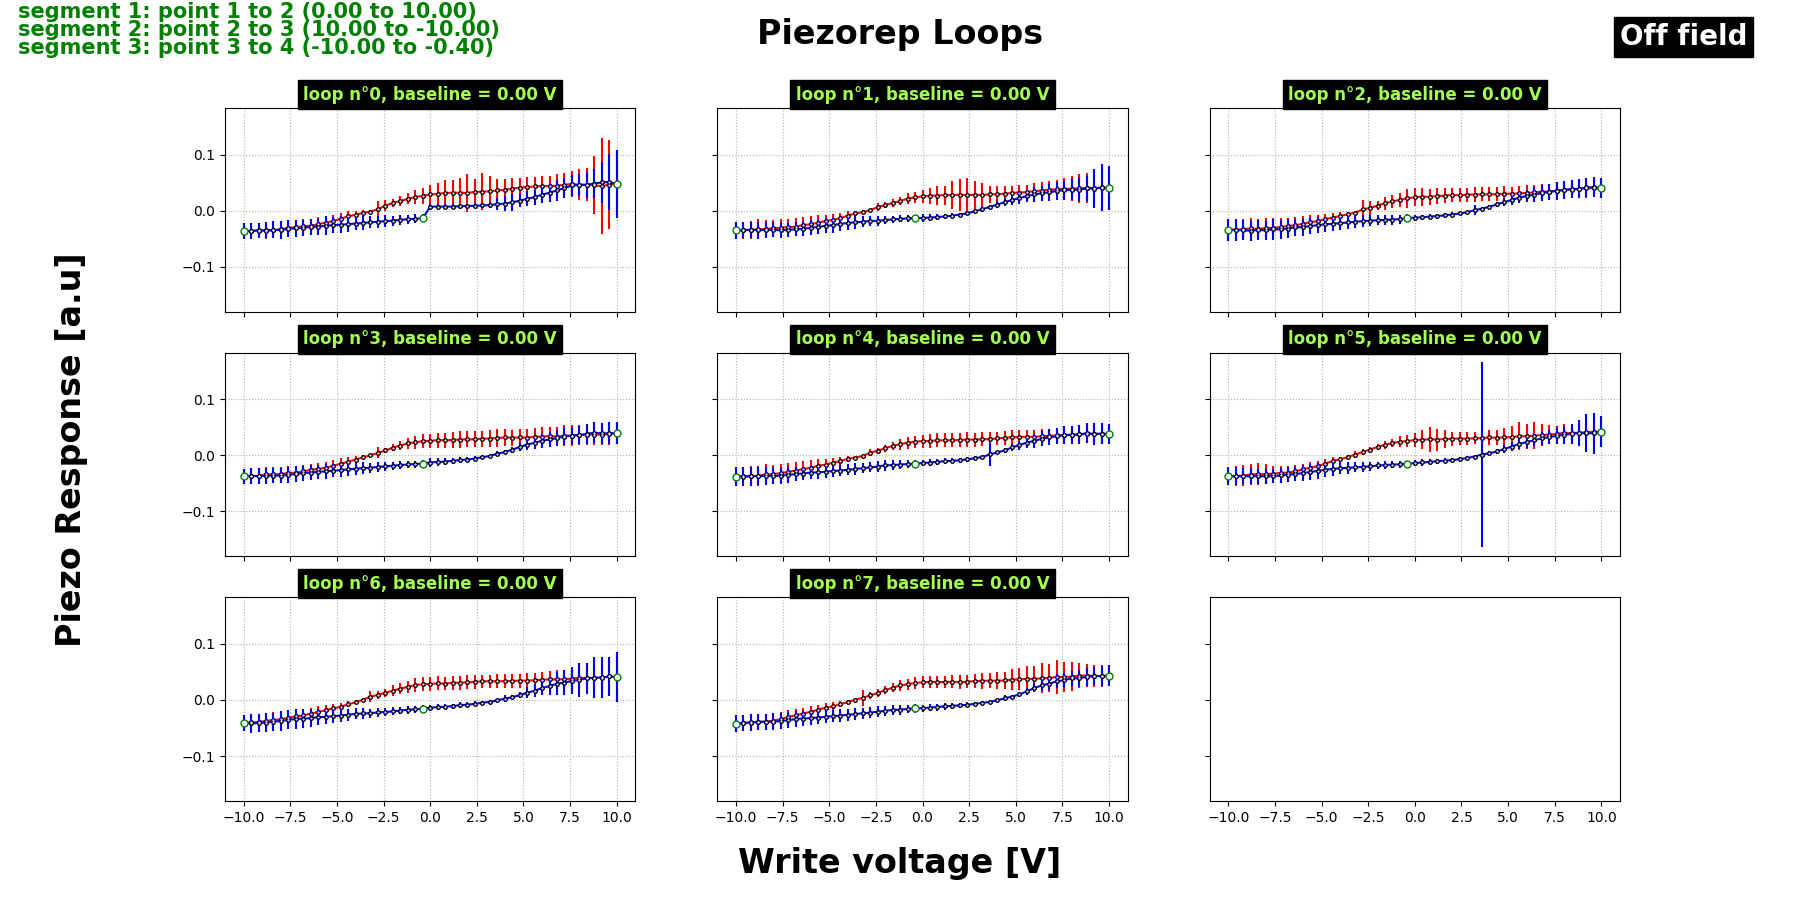 segment 1: point 1 to 2 (0.00 to 10.00)
segment 2: point 2 to 3 (10.00 to -10.00)
segment 3: point 3 to 4 (-10.00 to -0.40)
Piezorep Loops
Off field
loop n°0, baseline = 0.00 V
loop n°1, baseline = 0.00 V
loop n°2, baseline = 0.00 V
0.1
0.0
−0.1
loop n°3, baseline = 0.00 V
loop n°4, baseline = 0.00 V
loop n°5, baseline = 0.00 V
0.1
0.0
−0.1
loop n°6, baseline = 0.00 V
loop n°7, baseline = 0.00 V
0.1
0.0
−0.1
−10.0 −7.5 −5.0 −2.5 0.0 2.5 5.0 7.5 10.0
−10.0 −7.5 −5.0 −2.5 0.0 2.5 5.0 7.5 10.0
−10.0 −7.5 −5.0 −2.5 0.0 2.5 5.0 7.5 10.0
Piezo Response [a.u]
Write voltage [V]